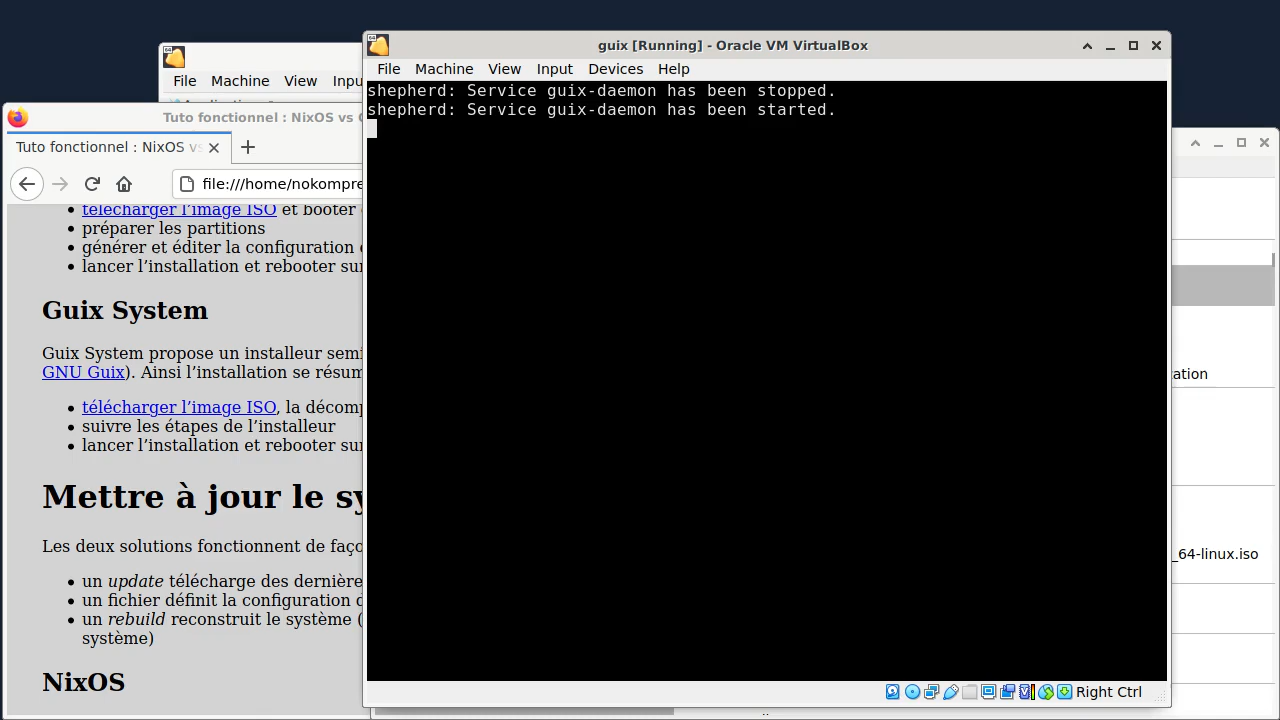 guix [Running] - Oracle VM VirtualBox
File Machine View Input Devices Help
shepherd: Service guix-daemon has been stopped.
shepherd: Service guix-daemon has been started.
Right Ctrl
File Machine View Inpu
Tuto fonctionnel : NixOS vs
Tuto fonctionnel : NixOS vs
file:///home/nokompre
télécharger l’image ISO et booter
préparer les partitions
générer et éditer la configuration
lancer l’installation et rebooter sur
Guix System
Guix System propose un installeur semi
GNU Guix). Ainsi l’installation se résum
télécharger l’image ISO, la décomp
suivre les étapes de l’installeur
lancer l’installation et rebooter sur
Mettre à jour le sy
Les deux solutions fonctionnent de faço
un update télécharge des dernière
un fichier définit la configuration d
un rebuild reconstruit le système (
système)
NixOS
ation
_64-linux.iso